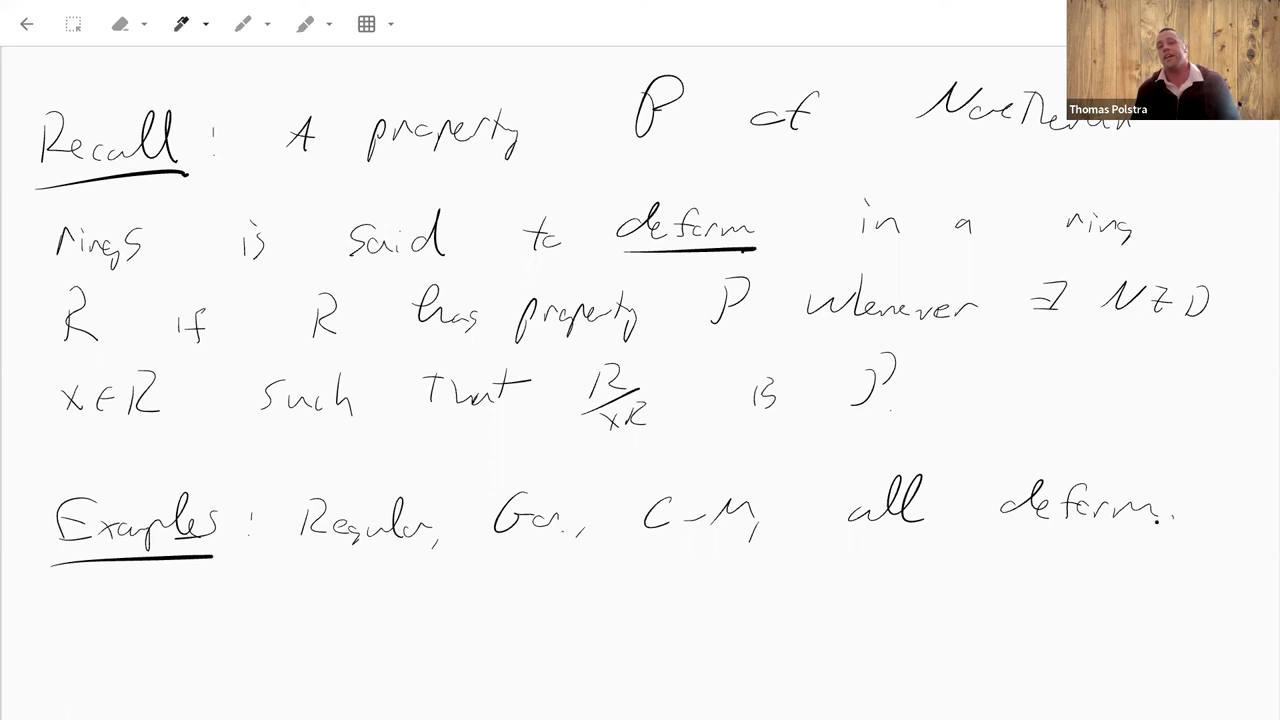 Thomas Polstra
Recall: A property P of Noetherian
rings is said to deform in a ring
R if R has property P whenever ∃ NZD
x∈R such that R/xR is P.
Examples: Regular, Gor., C-M, all deform.